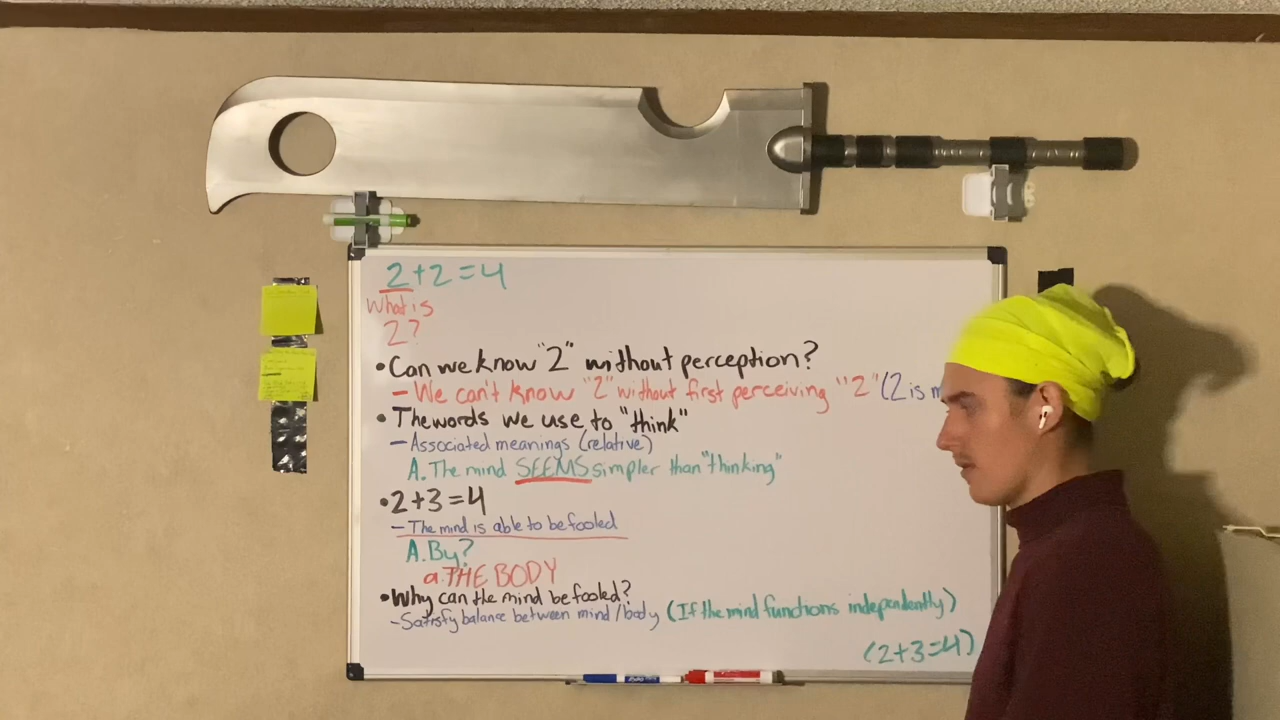 2+2=4
What is
2?
•Can we know "2" without perception?
– We can't know "2" without first perceiving "2" (2 is
•The words we use to "think"
– Associated meanings (relative)
A. The mind SEEMS simpler than "thinking"
•2+3=4
– The mind is able to be fooled
A. By?
a. THE BODY
•Why can the mind be fooled?
– Satisfy balance between mind/body (If the mind functions independently)
(2+3=4)